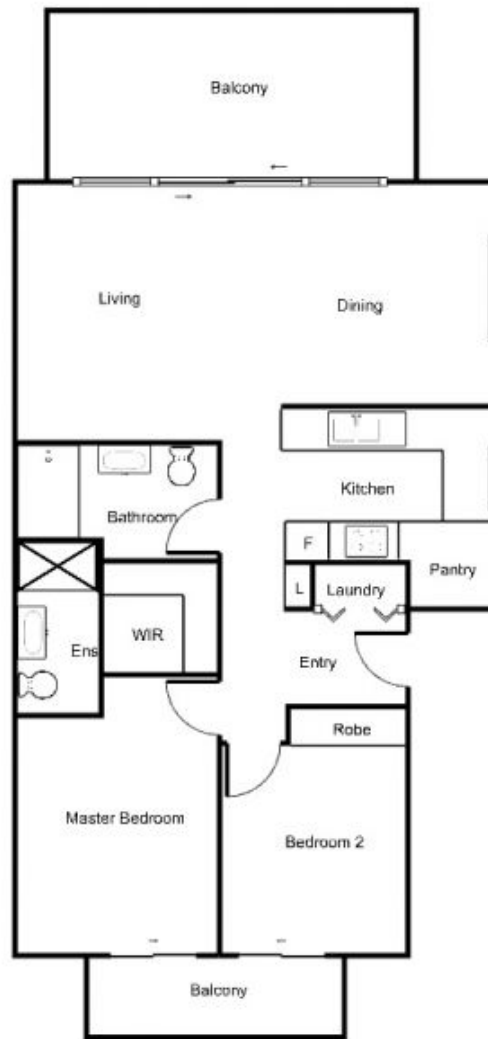 Balcony
Living
Dining
Kitchen
Bathroom
F
Pantry
L
Laundry
WIR
Ens
Entry
Robe
Master Bedroom
Bedroom 2
Balcony